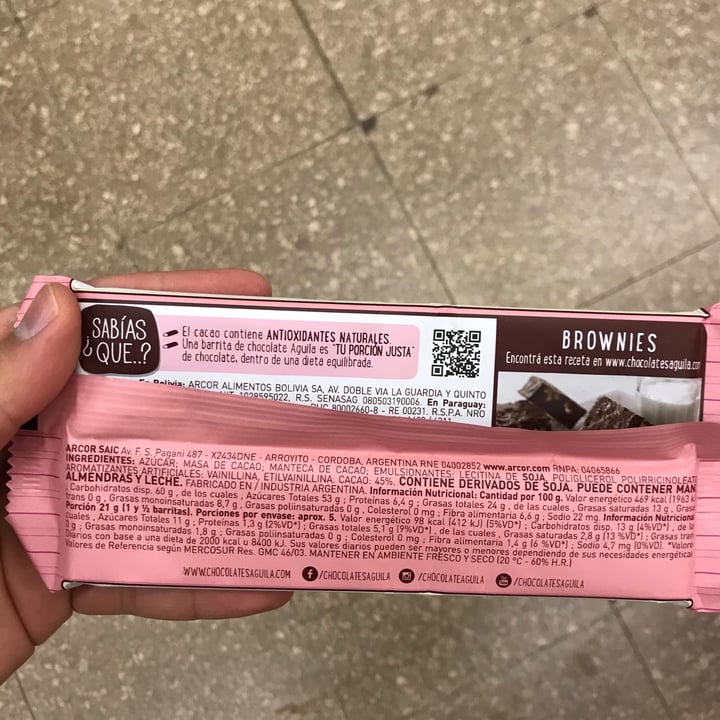 ¿SABÍAS
QUE..?
El cacao contiene ANTIOXIDANTES NATURALES.
Una barrita de chocolate Aguila es "TU PORCIÓN JUSTA"
de chocolate, dentro de una dieta equilibrada.
BROWNIES
Encontrá esta receta en www.chocolatesaguila.com
En Bolivia: ARCOR ALIMENTOS BOLIVIA SA, AV. DOBLE VIA LA GUARDIA Y QUINTO
1028595022, R.S. SENASAG 080503190006. En Paraguay:
RUC 80002660-8 - RE 00231. R.S.P.A. NRO
ARCOR SAIC Av. F. S. Pagani 487 - X2434DNE - ARROYITO - CORDOBA, ARGENTINA RNE 04002852 www.arcor.com RNPA: 04065866
INGREDIENTES: AZÚCAR; MASA DE CACAO; MANTECA DE CACAO; EMULSIONANTES: LECITINA DE SOJA, POLIGLICEROL POLIRRICINOLEAT
AROMATIZANTES ARTIFICIALES: VAINILLINA, ETILVAINILLINA. CACAO: 45%. CONTIENE DERIVADOS DE SOJA. PUEDE CONTENER MAN
ALMENDRAS Y LECHE. FABRICADO EN / INDUSTRIA ARGENTINA. Información Nutricional: Cantidad por 100 g. Valor energético 469 kcal (1963 k
; Carbohidratos disp. 60 g, de los cuales , Azúcares Totales 53 g ; Proteínas 6,4 g ; Grasas totales 24 g , de las cuales , Grasas saturadas 13 g , Grasa
trans 0 g , Grasas monoinsaturadas 8,7 g , Grasas poliinsaturadas 0 g , Colesterol 0 mg ; Fibra alimentaria 6,6 g ; Sodio 22 mg. Información Nutriciona
Porción 21 g (1 y ½ barritas). Porciones por envase: aprox. 5. Valor energético 98 kcal (412 kJ) (5%VD*) ; Carbohidratos disp. 13 g (4%VD*) , de lo
cuales , Azúcares Totales 11 g ; Proteínas 1,3 g (2%VD*) ; Grasas totales 5,1 g (9%VD*) , de las cuales , Grasas saturadas 2,8 g (13 %VD*) ; Grasas tran
0 g , Grasas monoinsaturadas 1,8 g , Grasas poliinsaturadas 0 g ; Colesterol 0 mg ; Fibra alimentaria 1,4 g (6 %VD*) ; Sodio 4,7 mg (0%VD). *Valore
Diarios con base a una dieta de 2000 kcal u 8400 kJ. Sus valores diarios pueden ser mayores o menores dependiendo de sus necesidades energética
Valores de Referencia según MERCOSUR Res. GMC 46/03. MANTENER EN AMBIENTE FRESCO Y SECO (20 °C - 60% H.R.)
WWW.CHOCOLATESAGUILA.COM /CHOCOLATESAGUILA /CHOCOLATEAGUILA /CHOCOLATESAGUILA